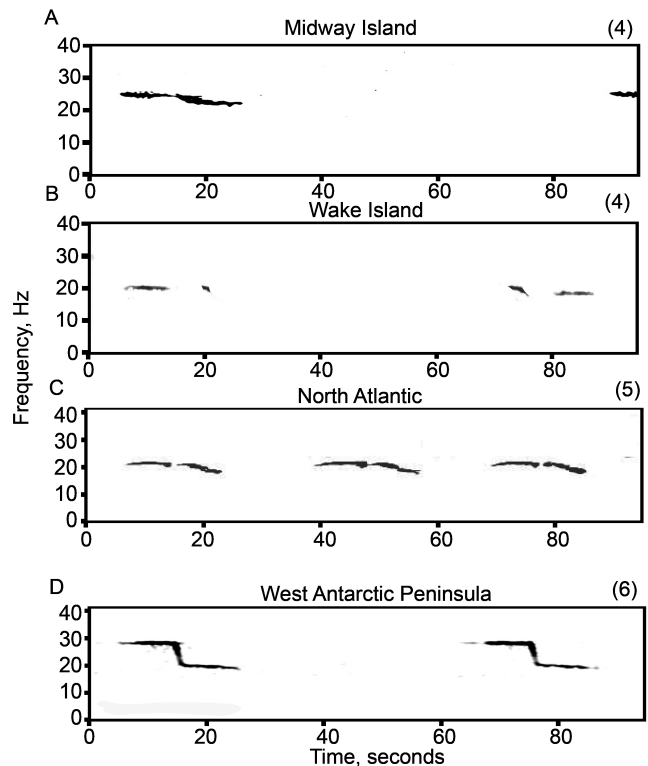 A
Midway Island (4)
40
30
20
10
0
0 20 40 60 80
B
Wake Island (4)
40
30
20
10
0
0 20 40 60 80
Frequency, Hz
C
North Atlantic (5)
40
30
20
10
0
0 20 40 60 80
D
West Antarctic Peninsula (6)
40
30
20
10
0
0 20 40 60 80
Time, seconds